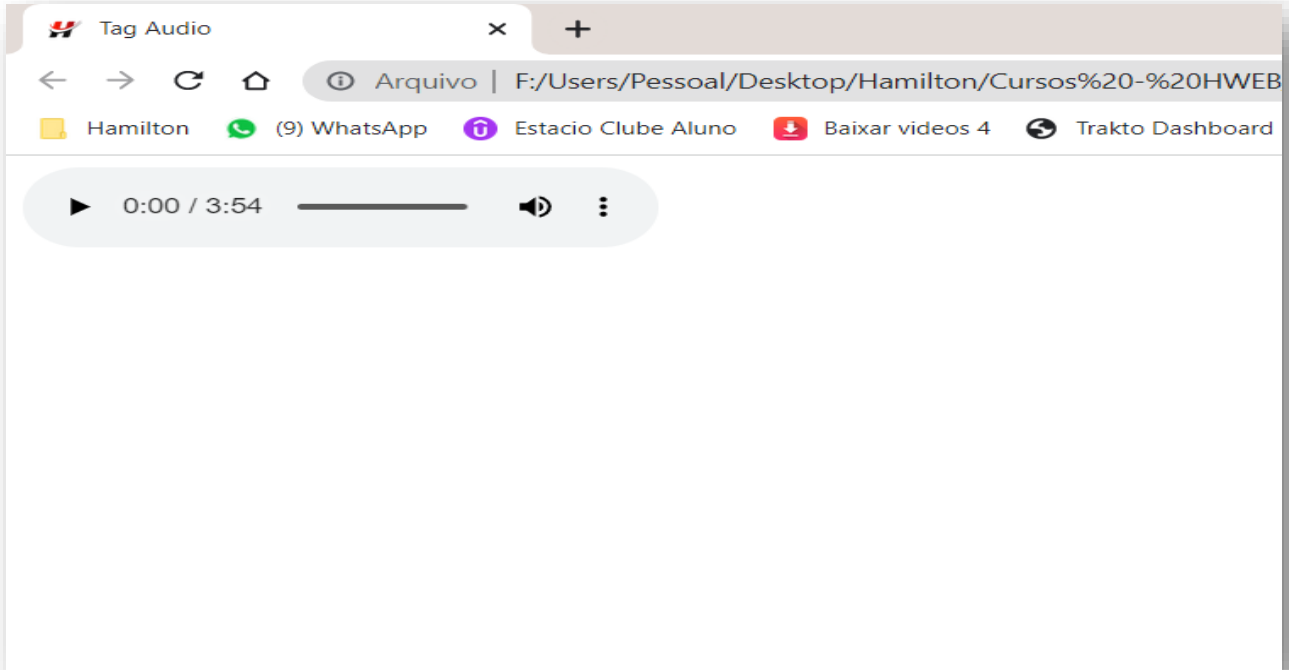 Tag Audio
Arquivo | F:/Users/Pessoal/Desktop/Hamilton/Cursos%20-%20HWEB
Hamilton (9) WhatsApp Estacio Clube Aluno Baixar videos 4 Trakto Dashboard
0:00 / 3:54